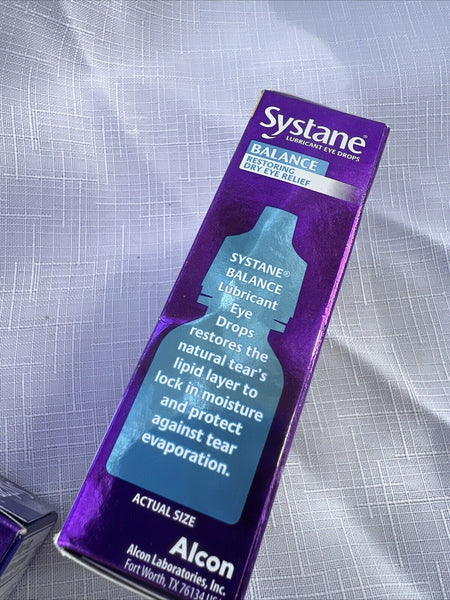 Systane®
LUBRICANT EYE DROPS
BALANCE
RESTORING
DRY EYE RELIEF
SYSTANE®
BALANCE
Lubricant
Eye
Drops
restores the
natural tear's
lipid layer to
lock in moisture
and protect
against tear
evaporation.
ACTUAL SIZE
Alcon
Alcon Laboratories, Inc.
Fort Worth, TX 76134